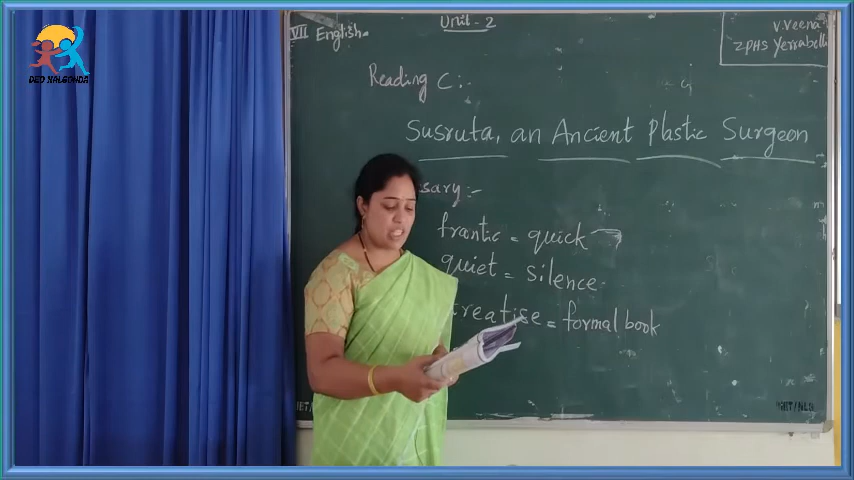 DEO NALGONDA
VII English
Unit-2
V. Veena
ZPHS Yerrabelli
Reading C :-
Susruta, an Ancient Plastic Surgeon
sary :-
frantic = quick
quiet = silence.
treatise = formal book